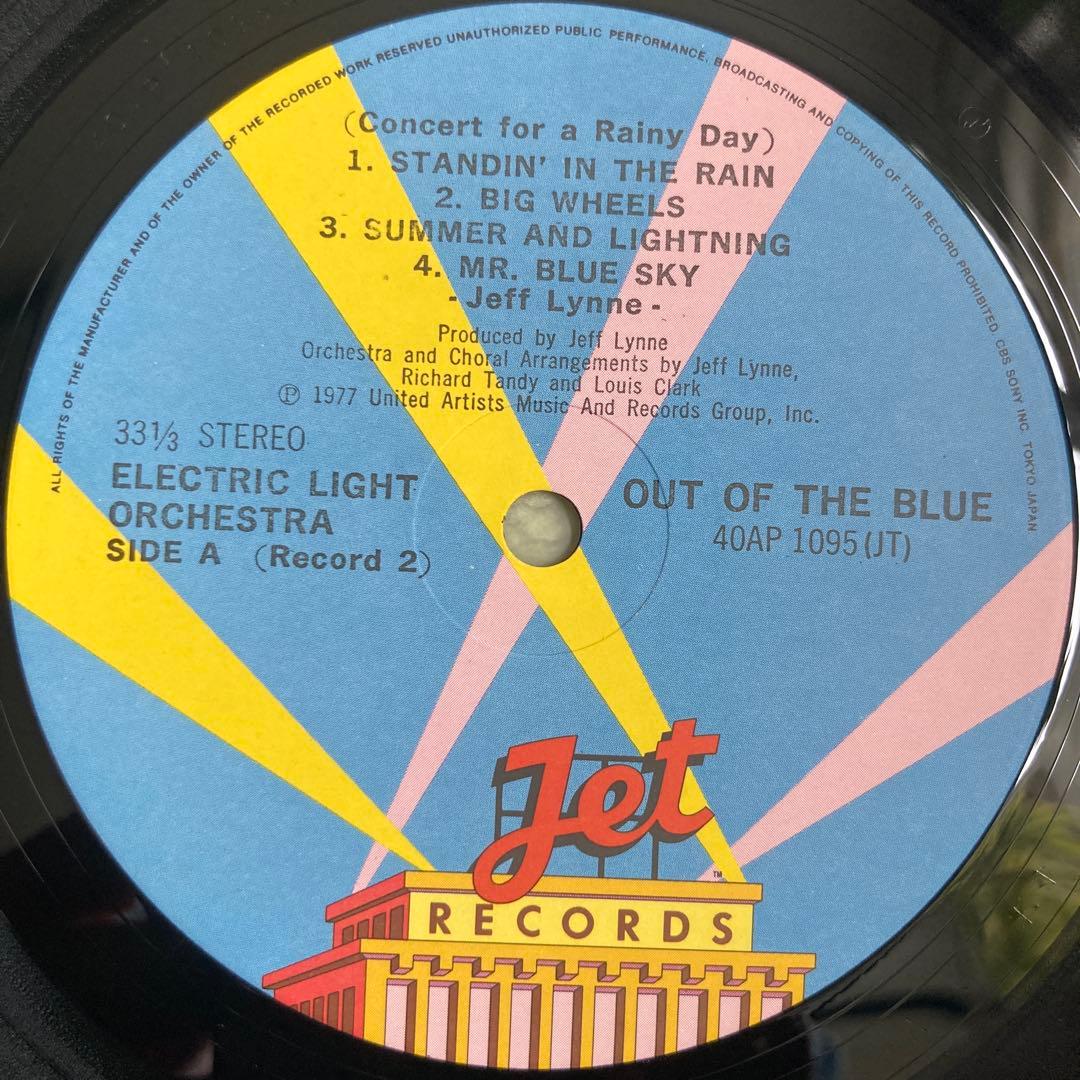 ALL RIGHTS OF THE MANUFACTURER AND OF THE OWNER OF THE RECORDED WORK RESERVED UNAUTHORIZED PUBLIC PERFORMANCE, BROADCASTING AND COPYING OF THIS RECORD PROHIBITED CBS SONY INC. TOKYO JAPAN
(Concert for a Rainy Day)
1. STANDIN' IN THE RAIN
2. BIG WHEELS
3. SUMMER AND LIGHTNING
4. MR. BLUE SKY
- Jeff Lynne -
Produced by Jeff Lynne
Orchestra and Choral Arrangements by Jeff Lynne,
Richard Tandy and Louis Clark
℗ 1977 United Artists Music And Records Group, Inc.
33⅓ STEREO
ELECTRIC LIGHT
ORCHESTRA
SIDE A (Record 2)
OUT OF THE BLUE
40AP 1095 (JT)
Jet
TM
RECORDS